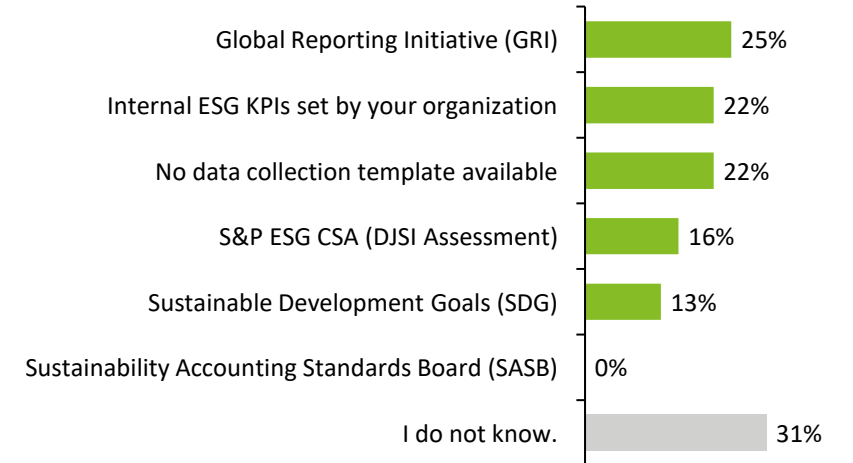 Global Reporting Initiative (GRI) 25%
Internal ESG KPIs set by your organization 22%
No data collection template available 22%
S&P ESG CSA (DJSI Assessment) 16%
Sustainable Development Goals (SDG) 13%
Sustainability Accounting Standards Board (SASB) 0%
I do not know. 31%